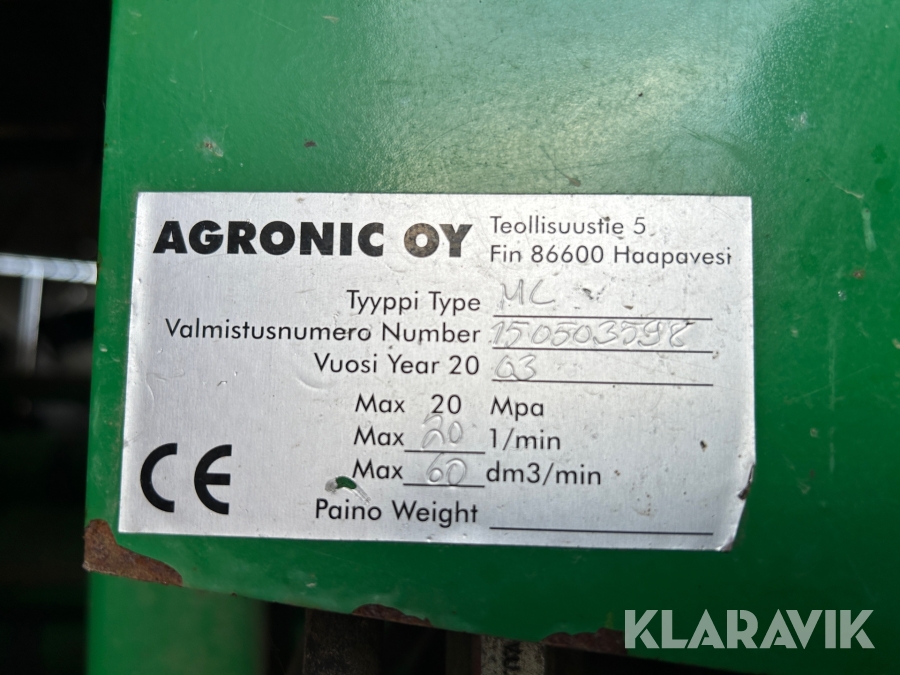 AGRONIC OY
Teollisuustie 5
Fin 86600 Haapavesi
Tyyppi Type MC
Valmistusnumero Number 150503598
Vuosi Year 20 03
Max 20 Mpa
Max 20 l/min
Max 60 dm3/min
Paino Weight
CE
KLARAVIK